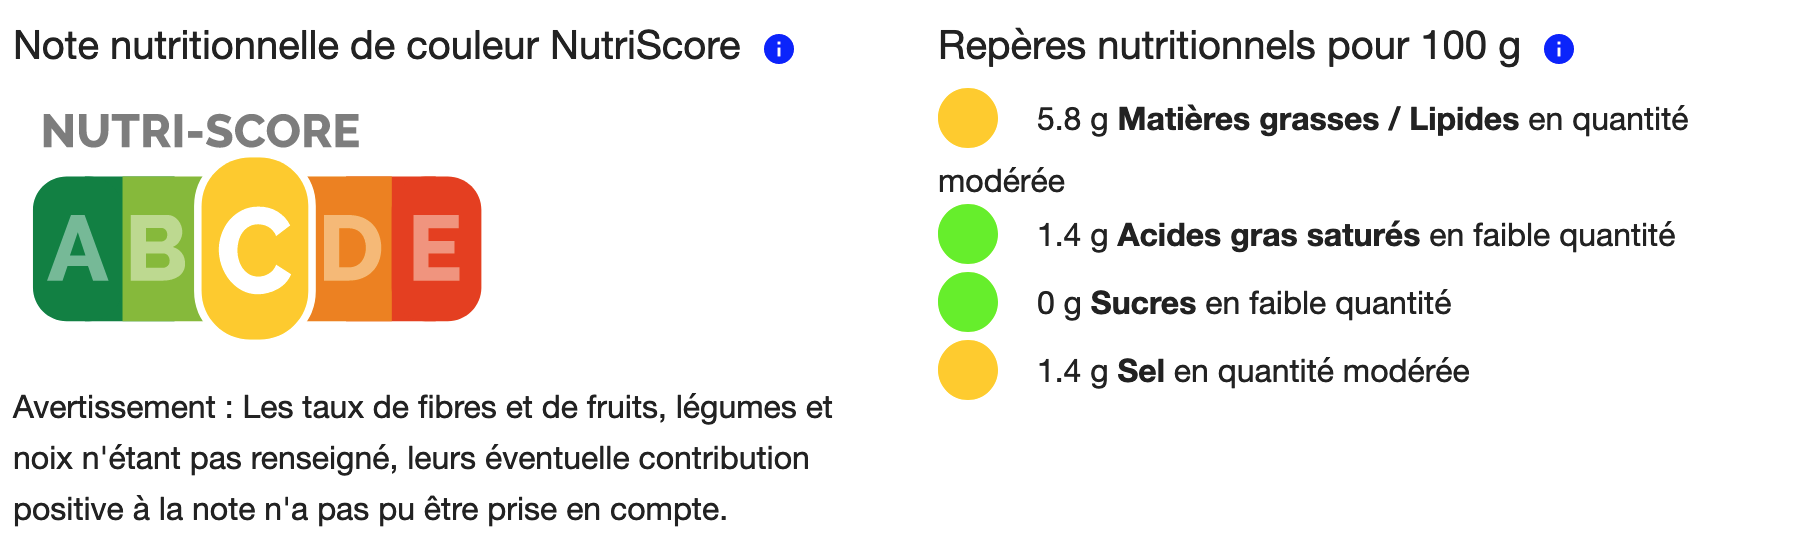 Note nutritionnelle de couleur NutriScore i
NUTRI-SCORE
A B C D E
Avertissement : Les taux de fibres et de fruits, légumes et
noix n'étant pas renseigné, leurs éventuelle contribution
positive à la note n'a pas pu être prise en compte.
Repères nutritionnels pour 100 g i
5.8 g Matières grasses / Lipides en quantité
modérée
1.4 g Acides gras saturés en faible quantité
0 g Sucres en faible quantité
1.4 g Sel en quantité modérée